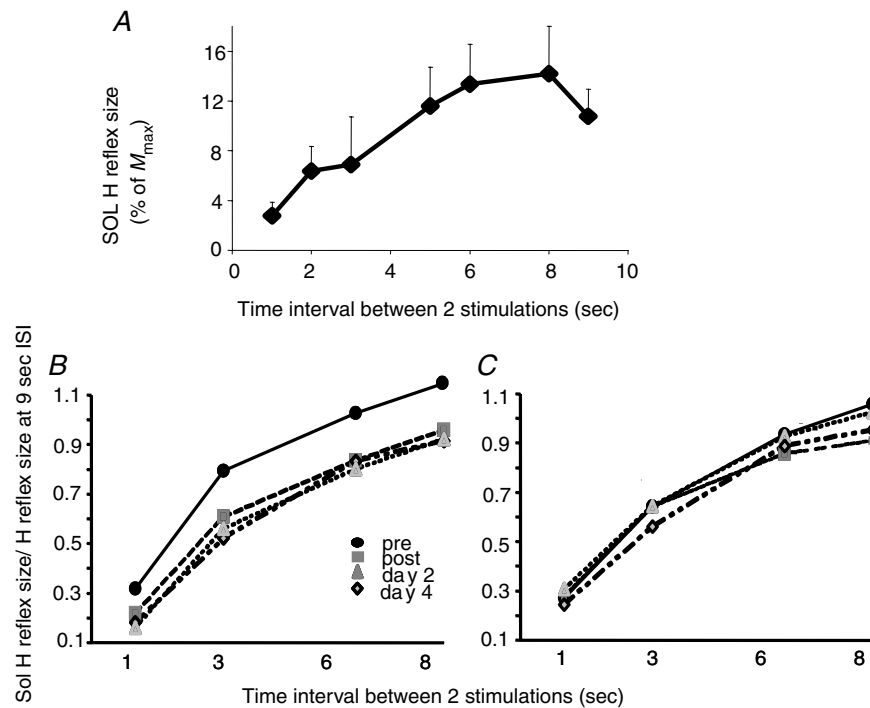 A
SOL H reflex size
(% of Mmax)
16
12
8
4
0
0 2 4 6 8 10
Time interval between 2 stimulations (sec)
Sol H reflex size/ H reflex size at 9 sec ISI
B
1.1
0.9
0.7
0.5
0.3
0.1
1 3 6 8
pre
post
day 2
day 4
C
1.1
0.9
0.7
0.5
0.3
0.1
1 3 6 8
Time interval between 2 stimulations (sec)